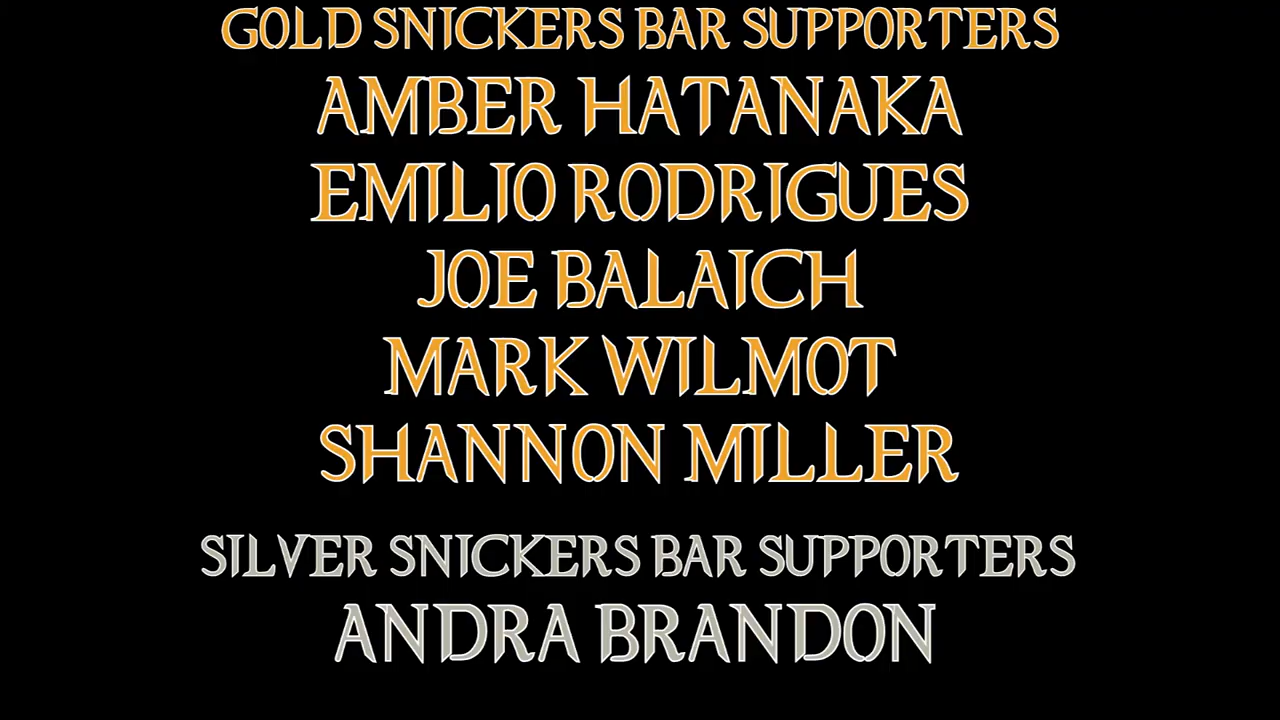 GOLD SNICKERS BAR SUPPORTERS
AMBER HATANAKA
EMILIO RODRIGUES
JOE BALAICH
MARK WILMOT
SHANNON MILLER
SILVER SNICKERS BAR SUPPORTERS
ANDRA BRANDON